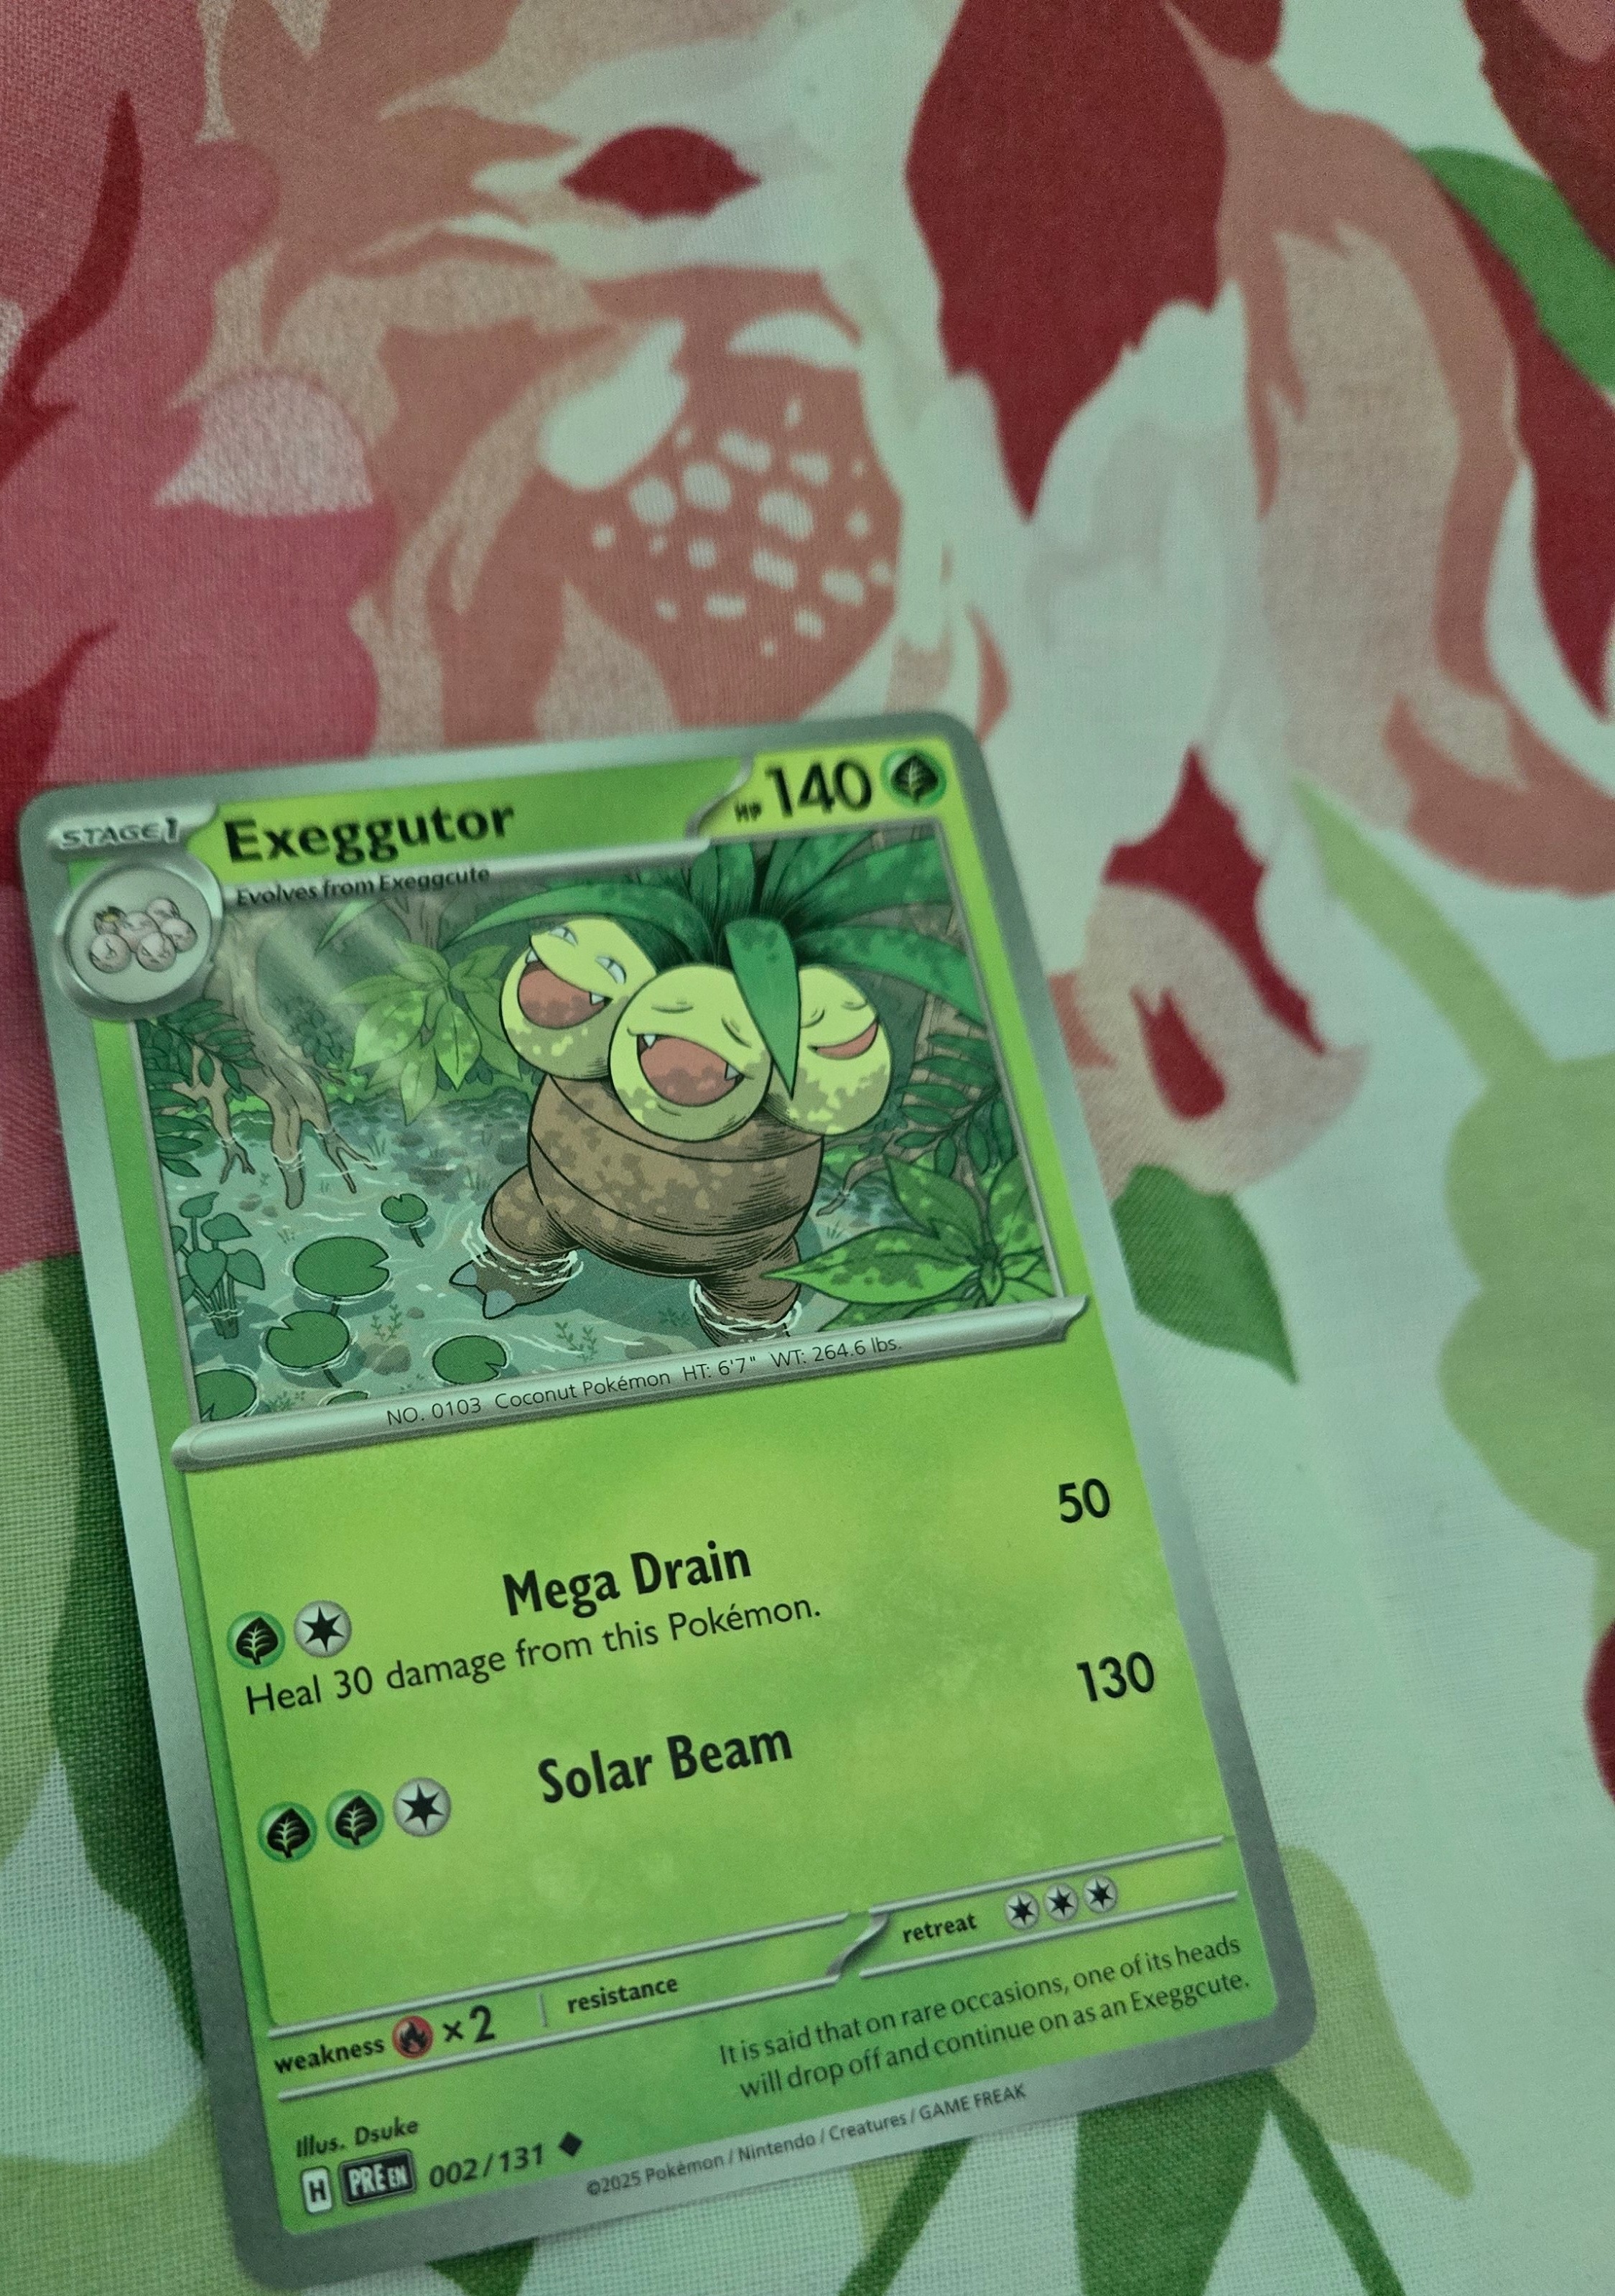 STAGE 1 Exeggutor HP 140
Evolves from Exeggcute
NO. 0103 Coconut Pokémon HT: 6'7" WT: 264.6 lbs.
Mega Drain 50
Heal 30 damage from this Pokémon.
Solar Beam 130
weakness ×2 resistance retreat
It is said that on rare occasions, one of its heads
will drop off and continue on as an Exeggcute.
Illus. Dsuke
H PRE EN 002/131
©2025 Pokémon / Nintendo / Creatures / GAME FREAK